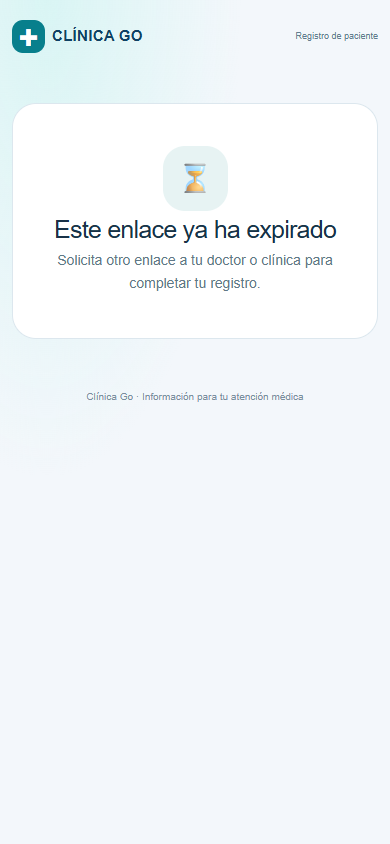 CLÍNICA GO
Registro de paciente
Este enlace ya ha expirado
Solicita otro enlace a tu doctor o clínica para
completar tu registro.
Clínica Go · Información para tu atención médica